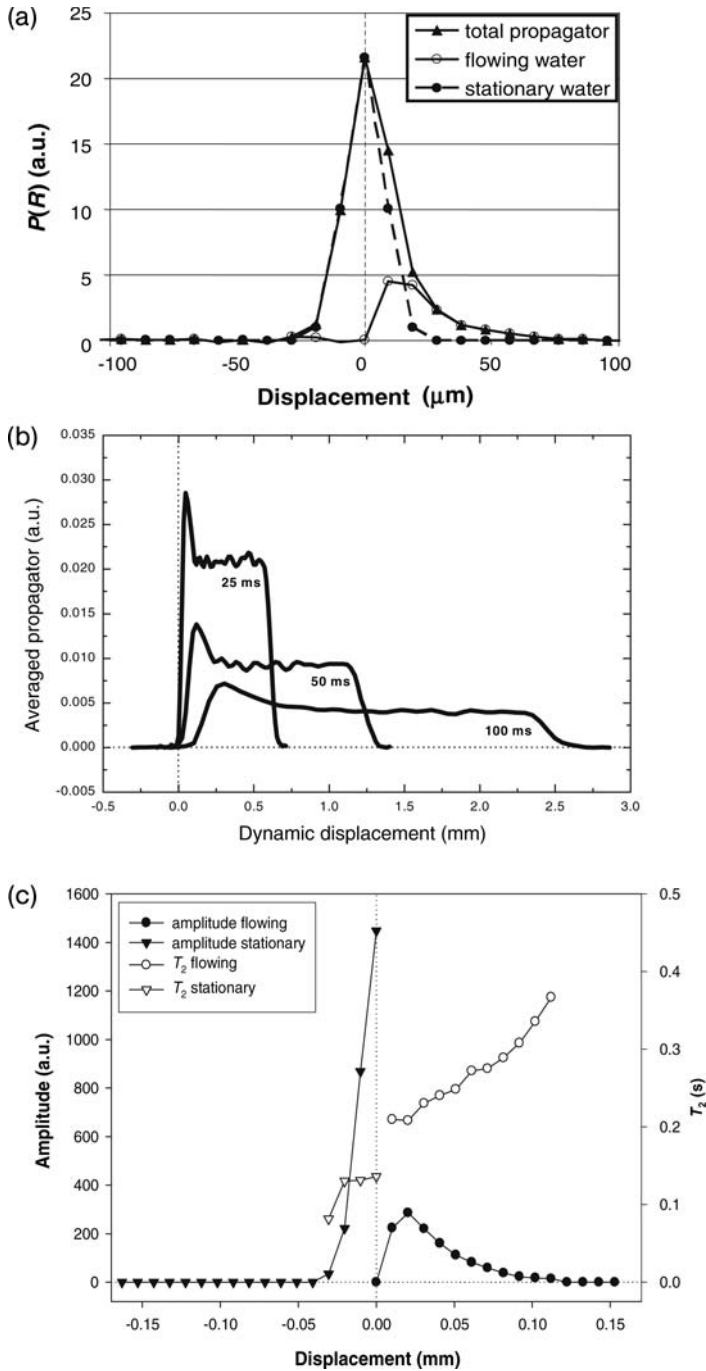 (a)
25
20
15
10
5
0
P(R) (a.u.)
total propagator
flowing water
stationary water
-100 -50 0 50 100
Displacement (μm)
(b)
0.035
0.030
0.025
0.020
0.015
0.010
0.005
0.000
-0.005
Averaged propagator (a.u.)
25 ms
50 ms
100 ms
-0.5 0.0 0.5 1.0 1.5 2.0 2.5 3.0
Dynamic displacement (mm)
(c)
1600
1400
1200
1000
800
600
400
200
0
Amplitude (a.u.)
amplitude flowing
amplitude stationary
T2 flowing
T2 stationary
0.5
0.4
0.3
0.2
0.1
0.0
T2 (s)
-0.15 -0.10 -0.05 0.00 0.05 0.10 0.15
Displacement (mm)